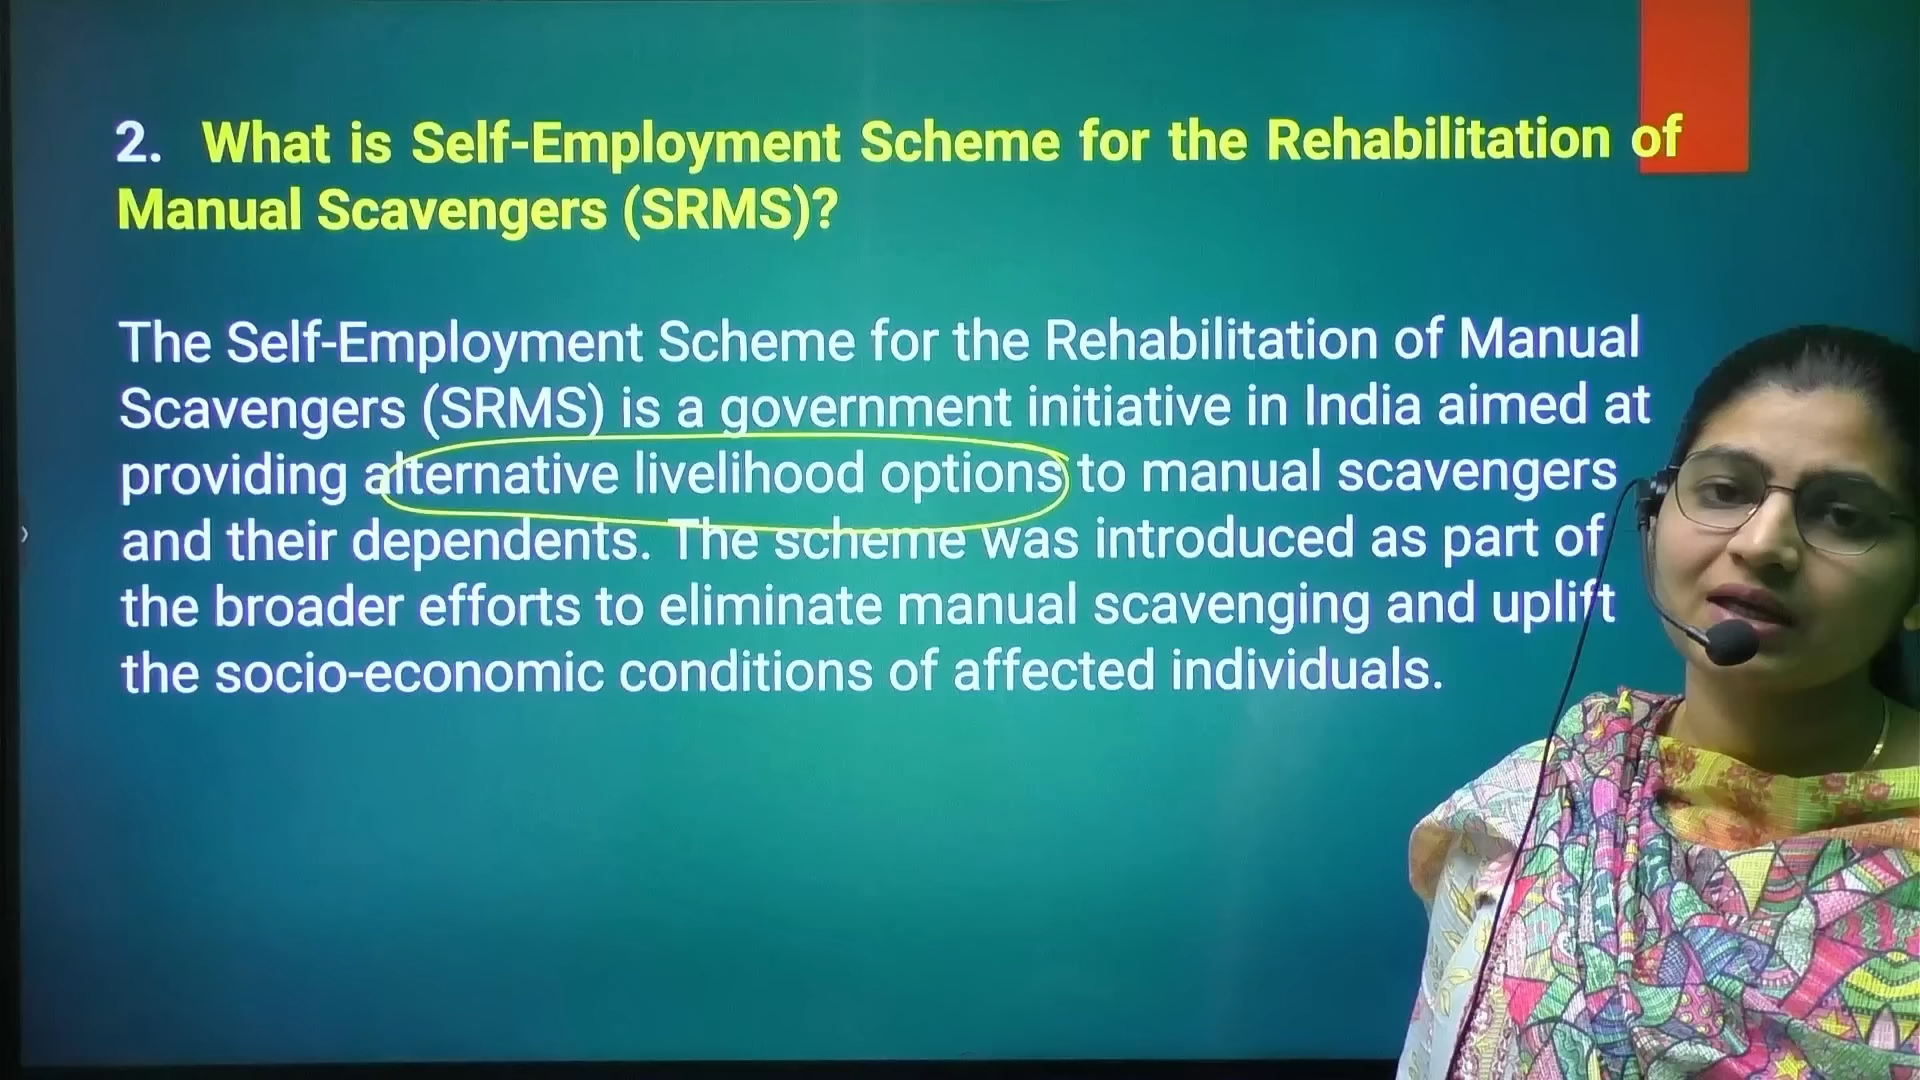 2. What is Self-Employment Scheme for the Rehabilitation of
Manual Scavengers (SRMS)?
The Self-Employment Scheme for the Rehabilitation of Manual
Scavengers (SRMS) is a government initiative in India aimed at
providing alternative livelihood options to manual scavengers
and their dependents. The scheme was introduced as part of
the broader efforts to eliminate manual scavenging and uplift
the socio-economic conditions of affected individuals.